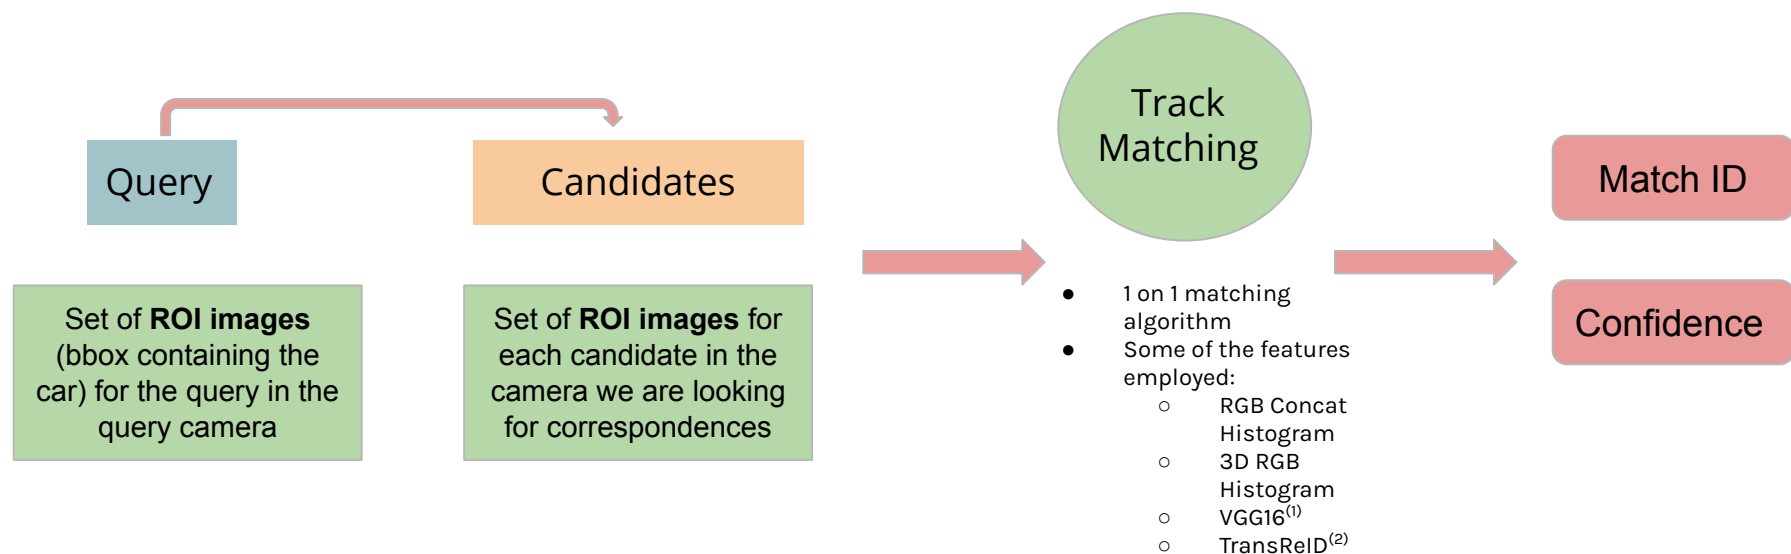 Query
Set of ROI images
(bbox containing the
car) for the query in the
query camera
Candidates
Set of ROI images for
each candidate in the
camera we are looking
for correspondences
Track
Matching
● 1 on 1 matching
algorithm
● Some of the features
employed:
○ RGB Concat
Histogram
○ 3D RGB
Histogram
○ VGG16(1)
○ TransReID(2)
Match ID
Confidence